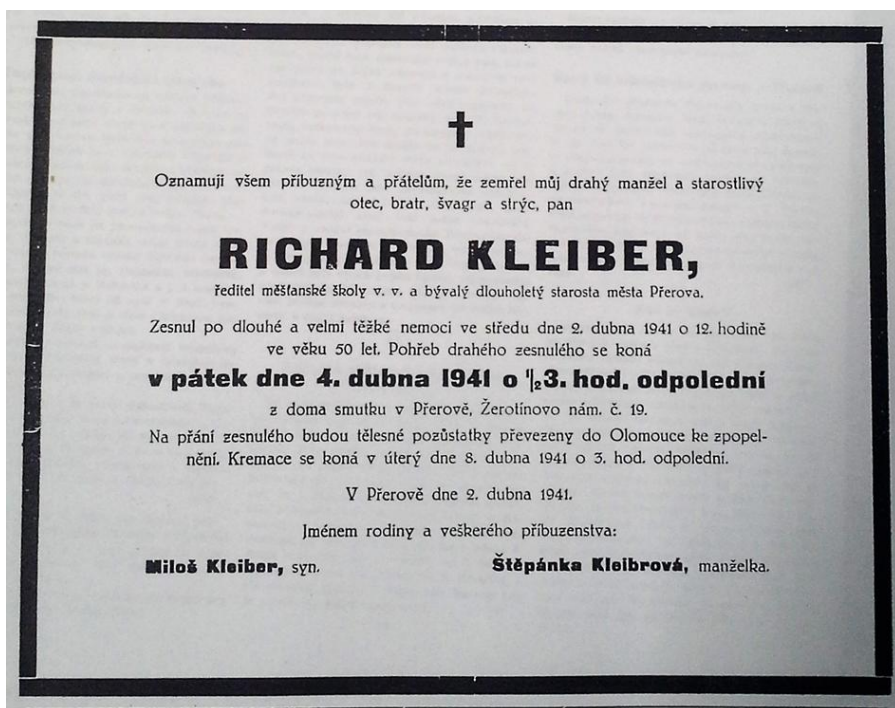 Oznamuji všem příbuzným a přátelům, že zemřel můj drahý manžel a starostlivý
otec, bratr, švagr a strýc, pan
RICHARD KLEIBER,
ředitel měšťanské školy v. v. a bývalý dlouholetý starosta města Přerova.
Zesnul po dlouhé a velmi těžké nemoci ve středu dne 2. dubna 1941 o 12. hodině
ve věku 50 let. Pohřeb drahého zesnulého se koná
v pátek dne 4. dubna 1941 o ½3. hod. odpolední
z doma smutku v Přerově, Žerotínovo nám. č. 19.
Na přání zesnulého budou tělesné pozůstatky převezeny do Olomouce ke zpopel-
nění. Kremace se koná v úterý dne 8. dubna 1941 o 3. hod. odpolední.
V Přerově dne 2. dubna 1941.
Jménem rodiny a veškerého příbuzenstva:
Miloš Kleiber, syn. Štěpánka Kleibrová, manželka.